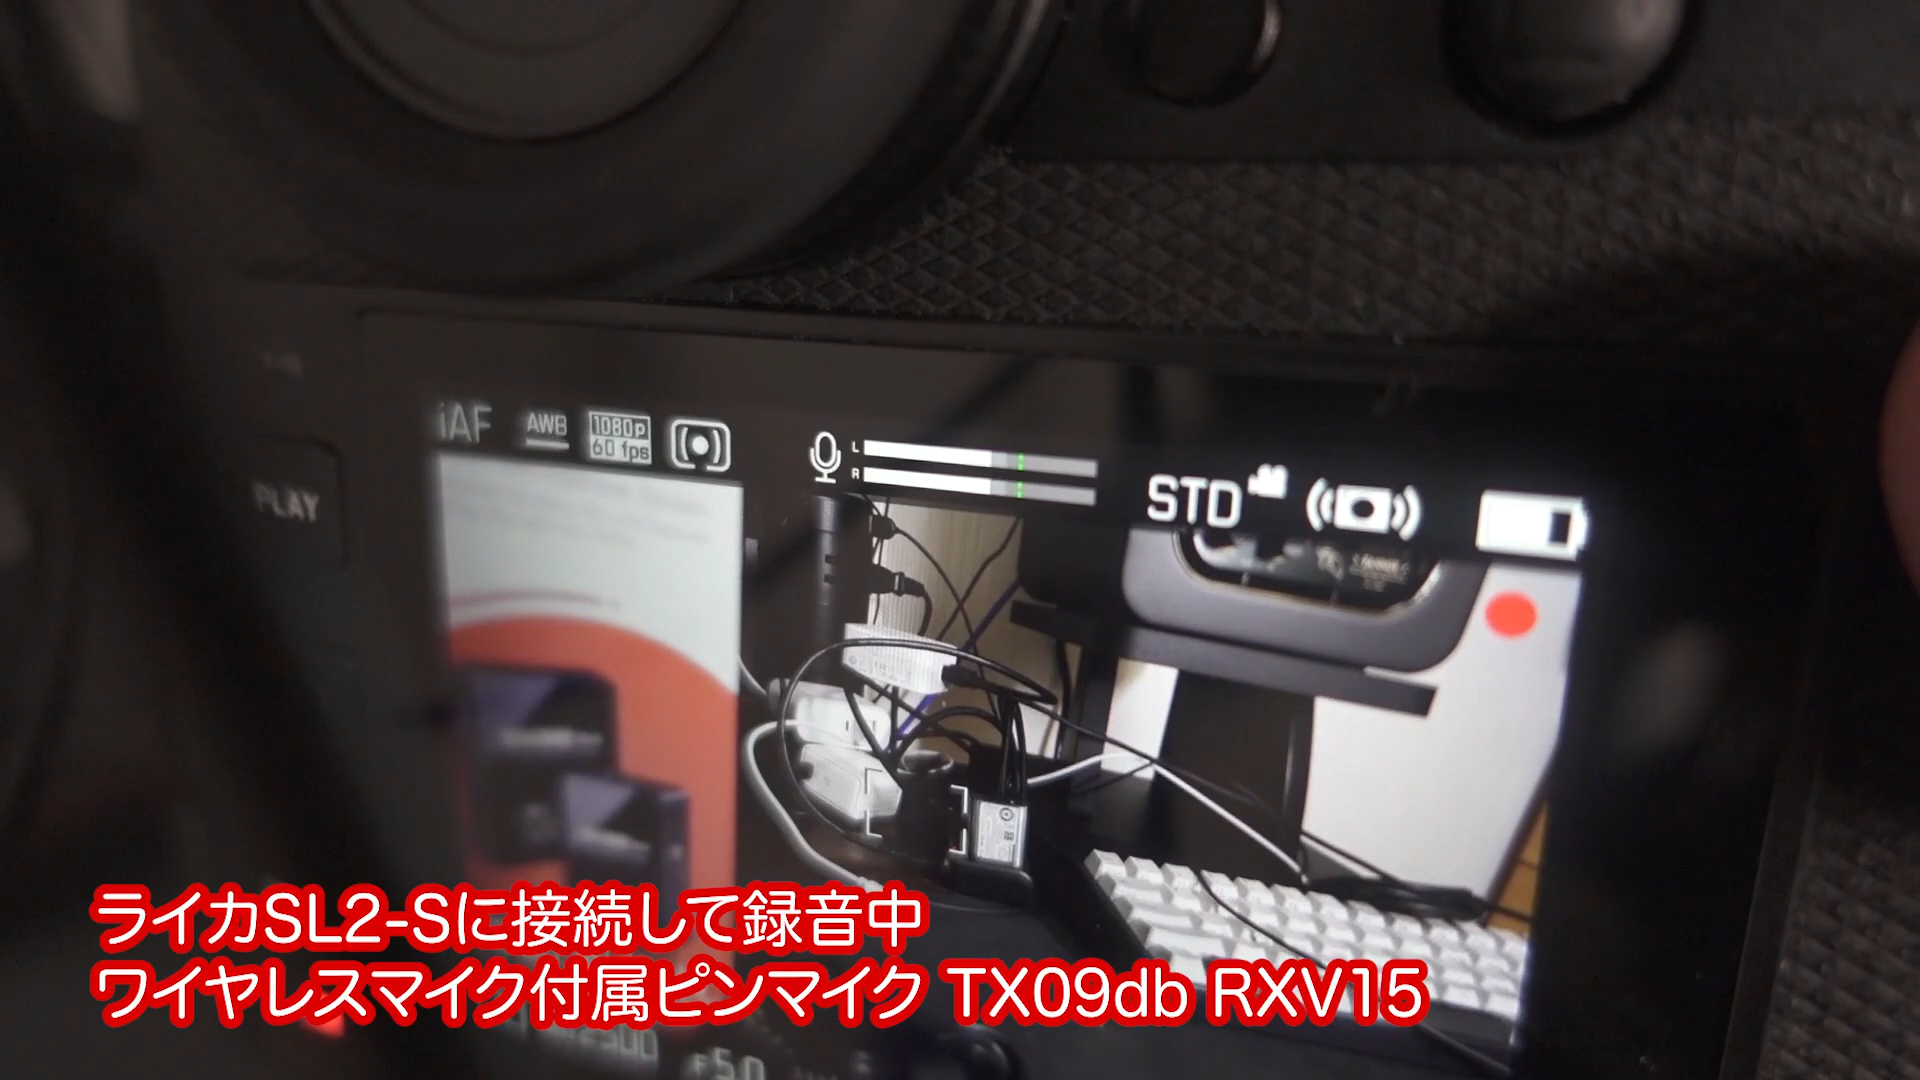 iAF AWB 1080p 60 fps L R STD
PLAY
ライカSL2-Sに接続して録音中
ワイヤレスマイク付属ピンマイク TX09db RXV15
F5.0